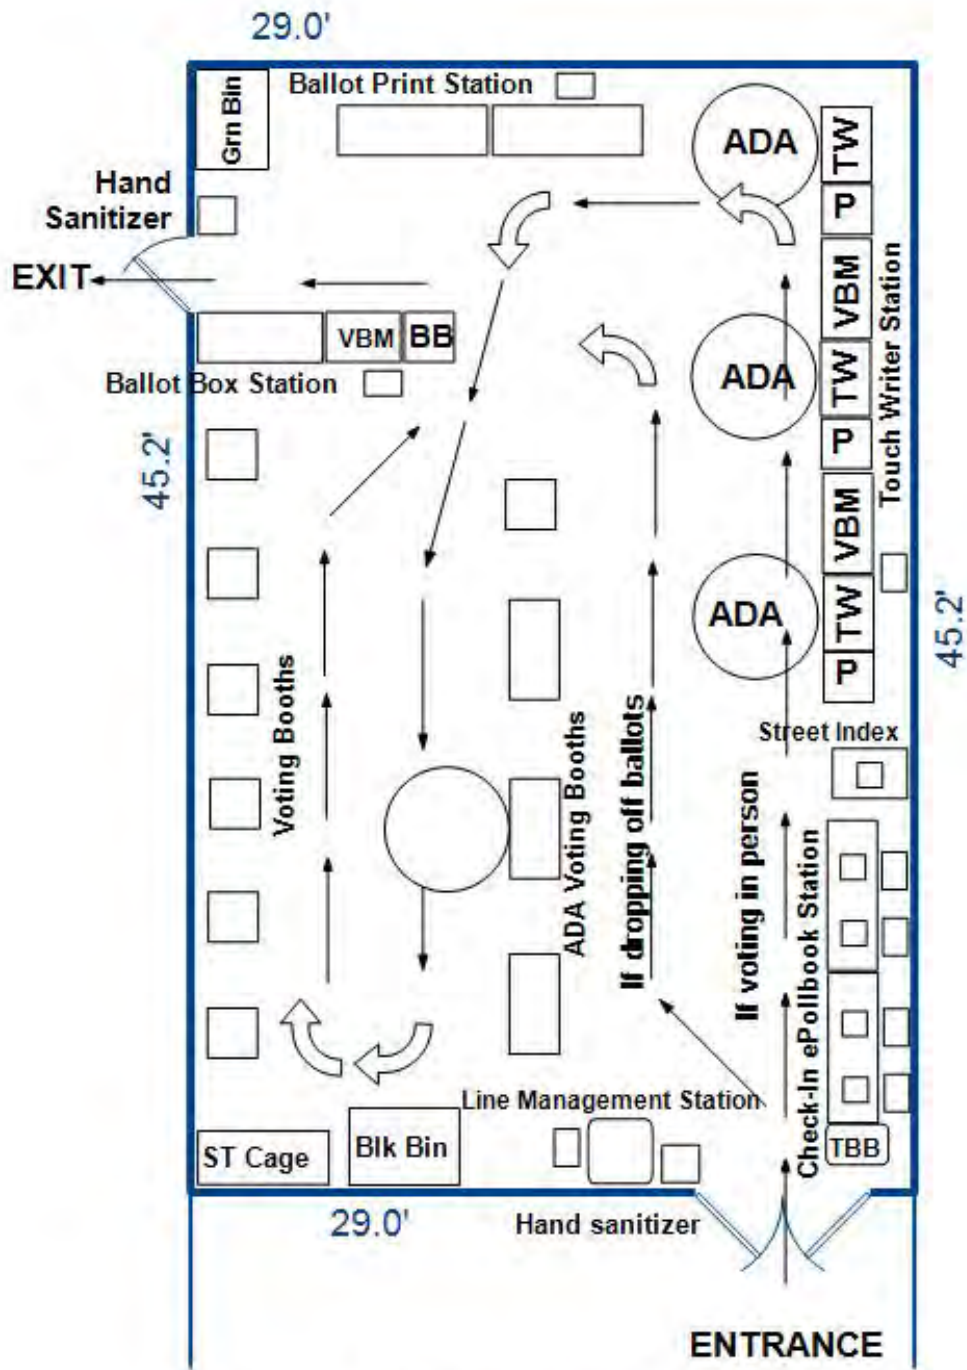 29.0'
Ballot Print Station
Grn Bin
ADA
TW
P
Hand
Sanitizer
EXIT
VBM
VBM
BB
Ballot Box Station
ADA
TW
P
Touch Writer Station
45.2'
VBM
ADA
TW
P
45.2'
Voting Booths
ADA Voting Booths
If dropping off ballots
If voting in person
Street Index
Check-In ePollbook Station
Line Management Station
TBB
ST Cage
Blk Bin
29.0'
Hand sanitizer
ENTRANCE